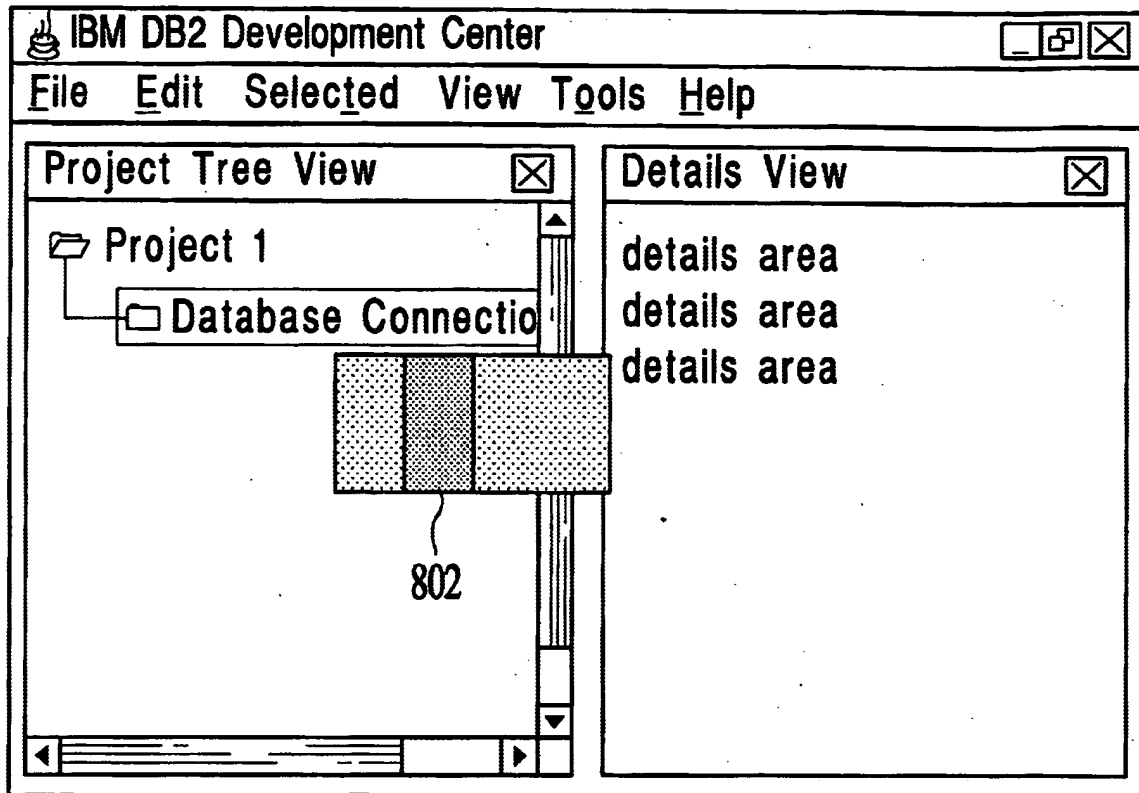 IBM DB2 Development Center
File Edit Selected View Tools Help
Project Tree View
Project 1
Database Connectio
802
Details View
details area
details area
details area